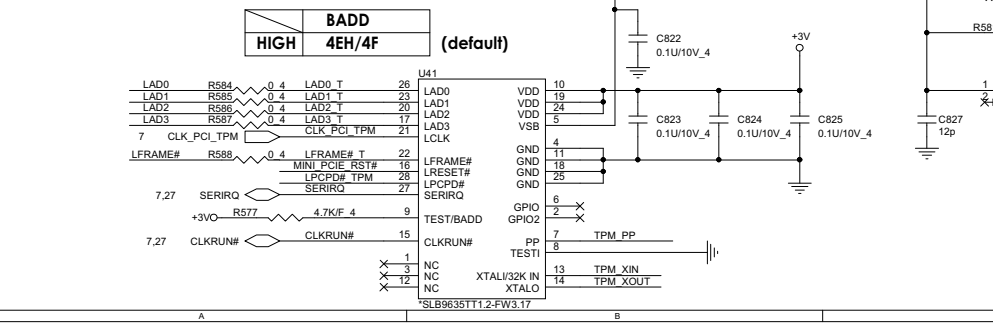 BADD
HIGH 4EH/4F (default)
C822
0.1U/10V_4
+3V
R58
U41
LAD0 R584 0_4 LAD0_T 26 LAD0 VDD 10
LAD1 R585 0_4 LAD1_T 23 LAD1 VDD 19
LAD2 R586 0_4 LAD2_T 20 LAD2 VDD 24
LAD3 R587 0_4 LAD3_T 17 LAD3 VSB 5
7 CLK_PCI_TPM CLK_PCI_TPM 21 LCLK
C823
0.1U/10V_4
C824
0.1U/10V_4
C825
0.1U/10V_4
1
2
C827
12p
GND 4
LFRAME# R588 0_4 LFRAME#_T 22 LFRAME# GND 11
MINI_PCIE_RST# 16 LRESET# GND 18
LPCPD#_TPM 28 LPCPD# GND 25
7,27 SERIRQ SERIRQ 27 SERIRQ
GPIO 6
+3VO R577 4.7K/F_4 9 TEST/BADD GPIO2 2
7,27 CLKRUN# CLKRUN# 15 CLKRUN# PP 7 TPM_PP
TESTI 8
1 NC
3 NC XTALI/32K IN 13 TPM_XIN
12 NC XTALO 14 TPM_XOUT
*SLB9635TT1.2-FW3.17
A B